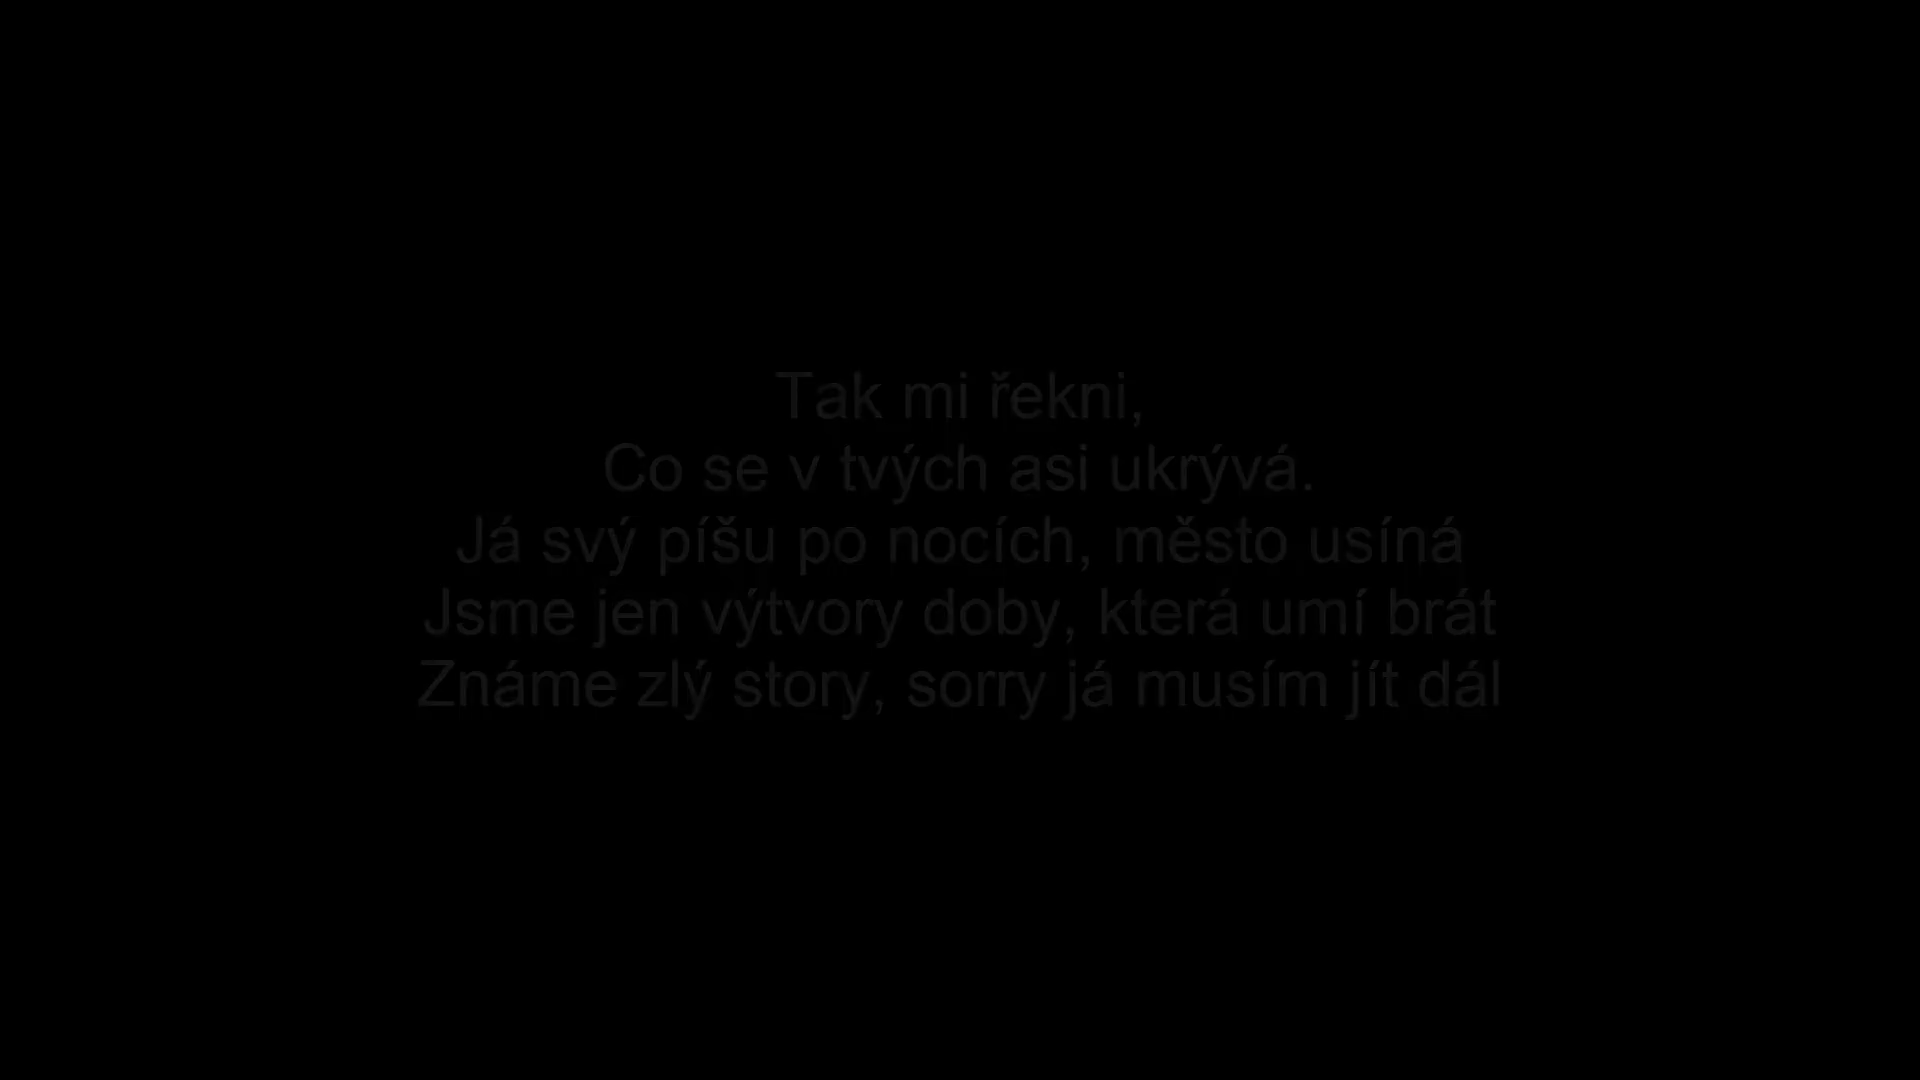 Tak mi řekni,
Co se v tvých asi ukrývá.
Já svý píšu po nocích, město usíná
Jsme jen výtvory doby, která umí brát
Známe zlý story, sorry já musím jít dál